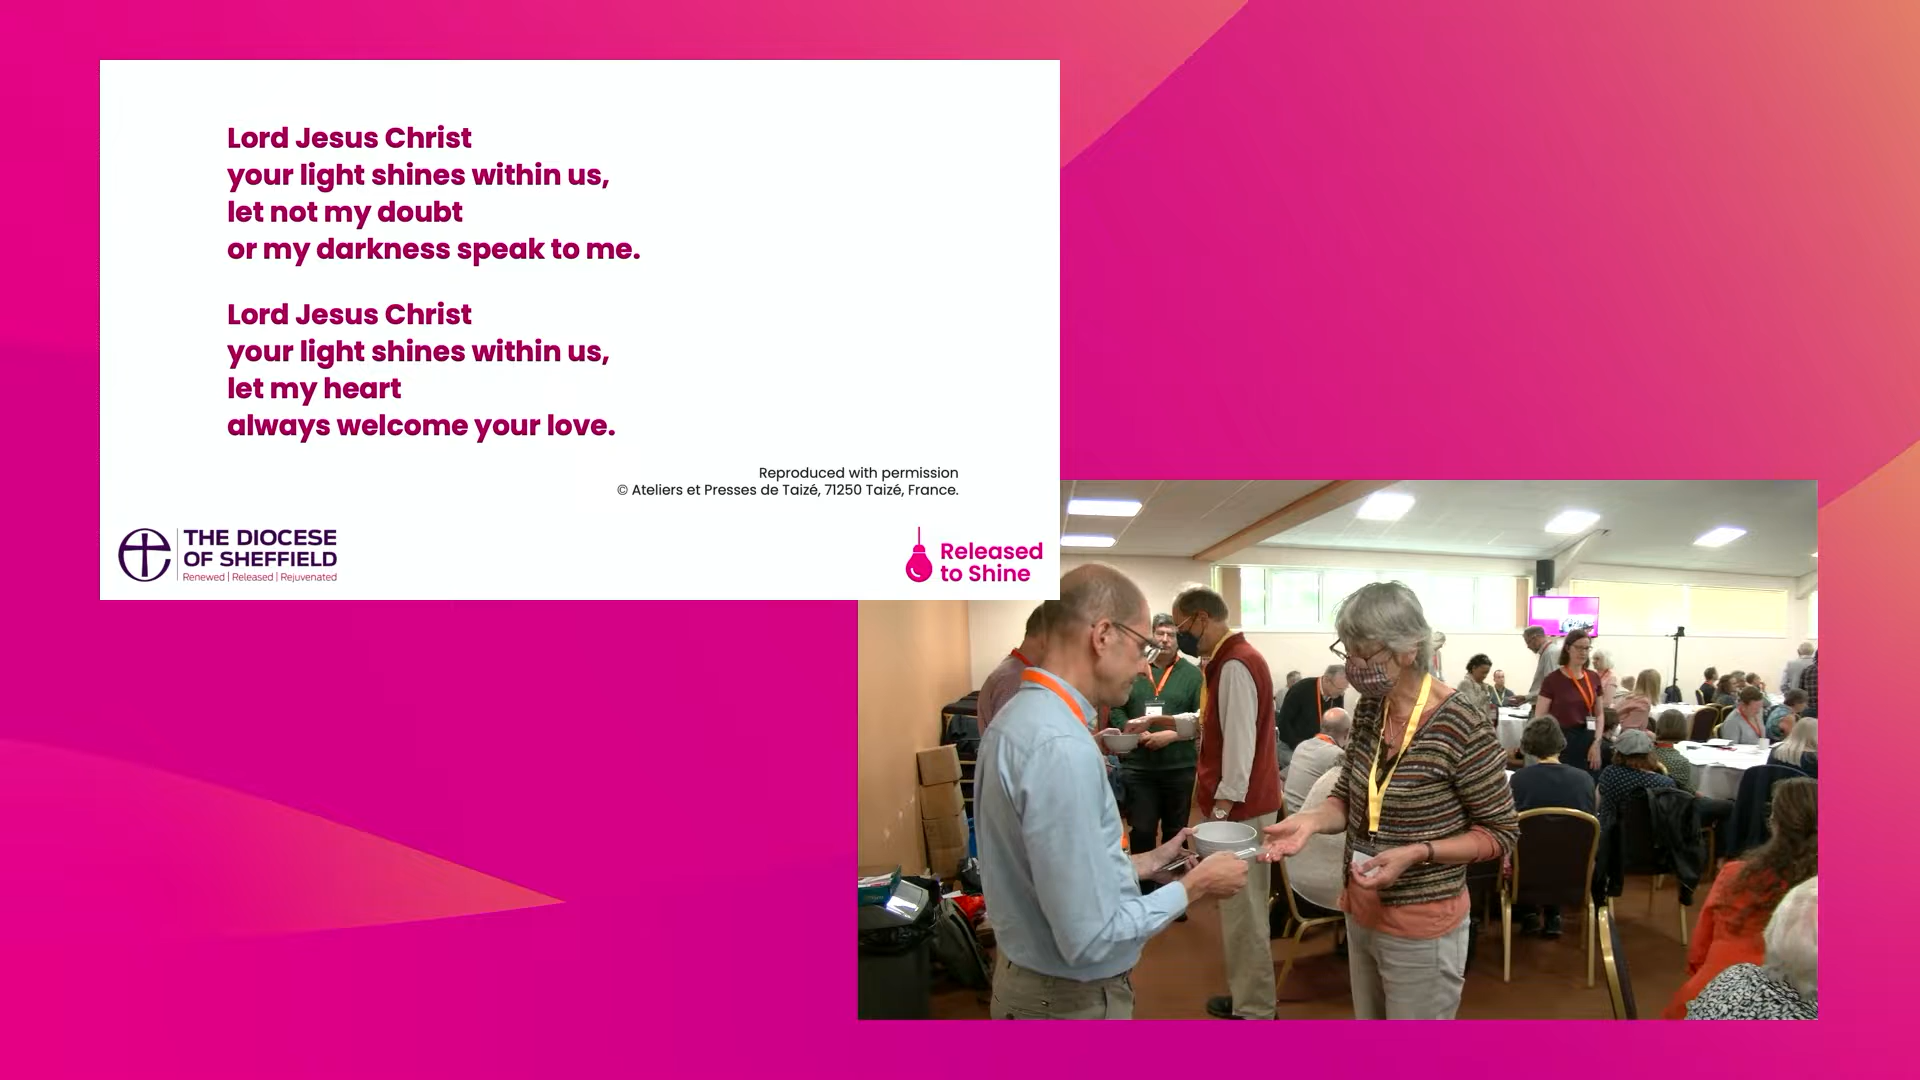 Lord Jesus Christ
your light shines within us,
let not my doubt
or my darkness speak to me.
Lord Jesus Christ
your light shines within us,
let my heart
always welcome your love.
Reproduced with permission
© Ateliers et Presses de Taizé, 71250 Taizé, France.
THE DIOCESE
OF SHEFFIELD
Renewed | Released | Rejuvenated
Released
to Shine